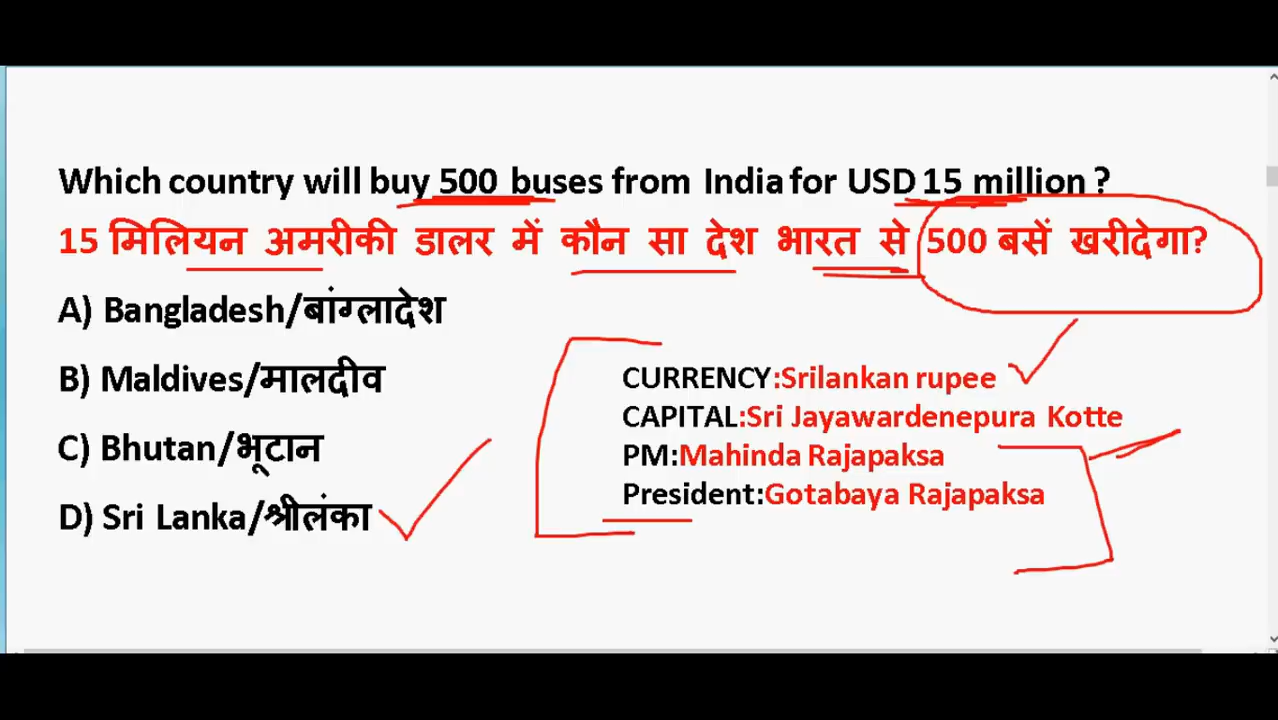 Which country will buy 500 buses from India for USD 15 million ?
15 मिलियन अमरीकी डालर में कौन सा देश भारत से 500 बसें खरीदेगा?
A) Bangladesh/बांग्लादेश
B) Maldives/मालदीव
C) Bhutan/भूटान
D) Sri Lanka/श्रीलंका
CURRENCY:Srilankan rupee
CAPITAL:Sri Jayawardenepura Kotte
PM:Mahinda Rajapaksa
President:Gotabaya Rajapaksa